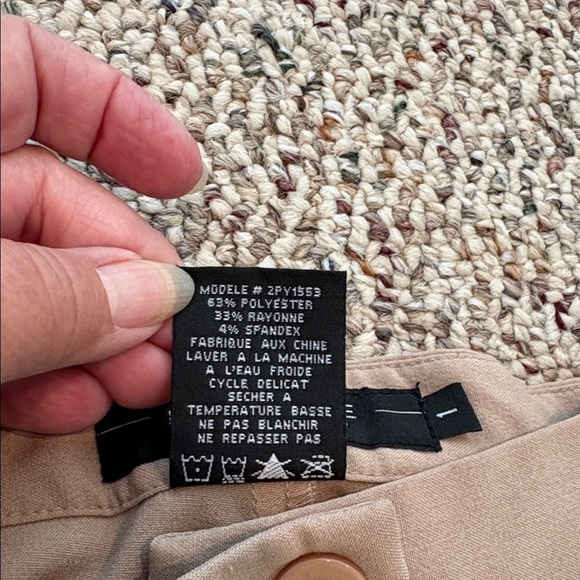 MODELE # 2PY1553
63% POLYESTER
33% RAYONNE
4% SPANDEX
FABRIQUE AUX CHINE
LAVER A LA MACHINE
A L'EAU FROIDE
CYCLE DELICAT
SECHER A
TEMPERATURE BASSE
NE PAS BLANCHIR
NE REPASSER PAS
E
1